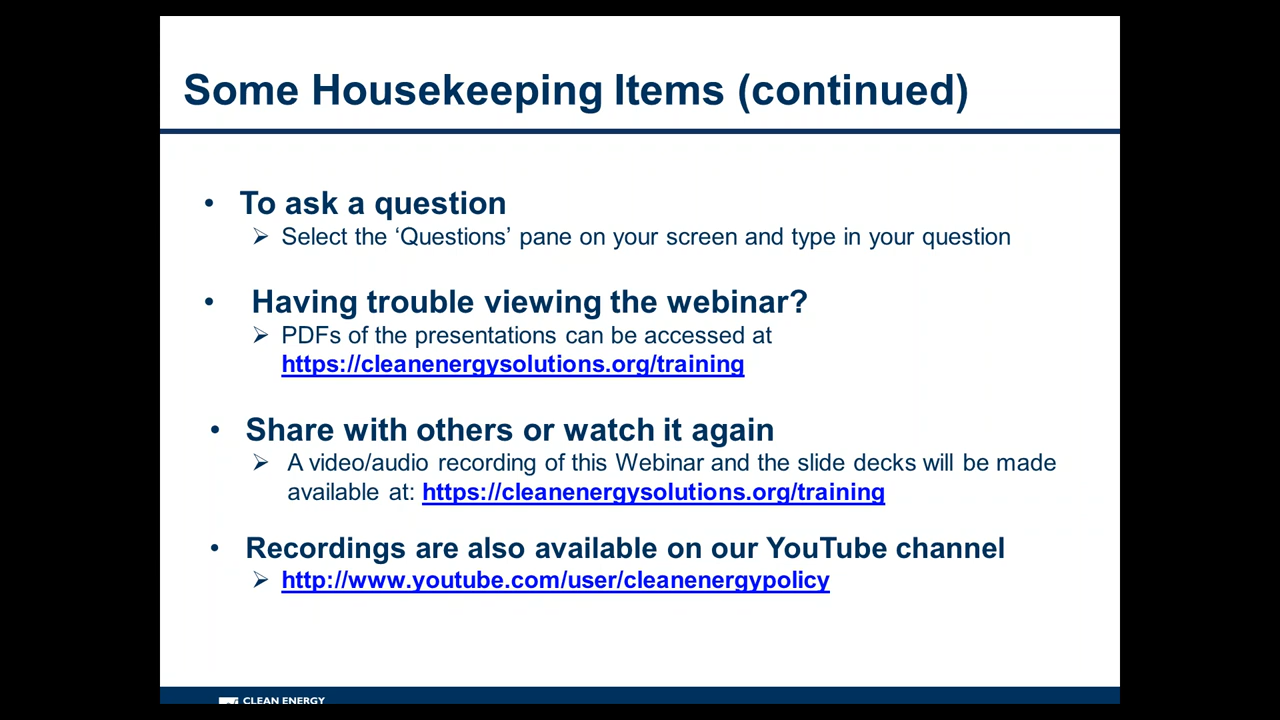 Some Housekeeping Items (continued)
• To ask a question
➢ Select the ‘Questions’ pane on your screen and type in your question
• Having trouble viewing the webinar?
➢ PDFs of the presentations can be accessed at
https://cleanenergysolutions.org/training
• Share with others or watch it again
➢ A video/audio recording of this Webinar and the slide decks will be made
available at: https://cleanenergysolutions.org/training
• Recordings are also available on our YouTube channel
➢ http://www.youtube.com/user/cleanenergypolicy
CLEAN ENERGY